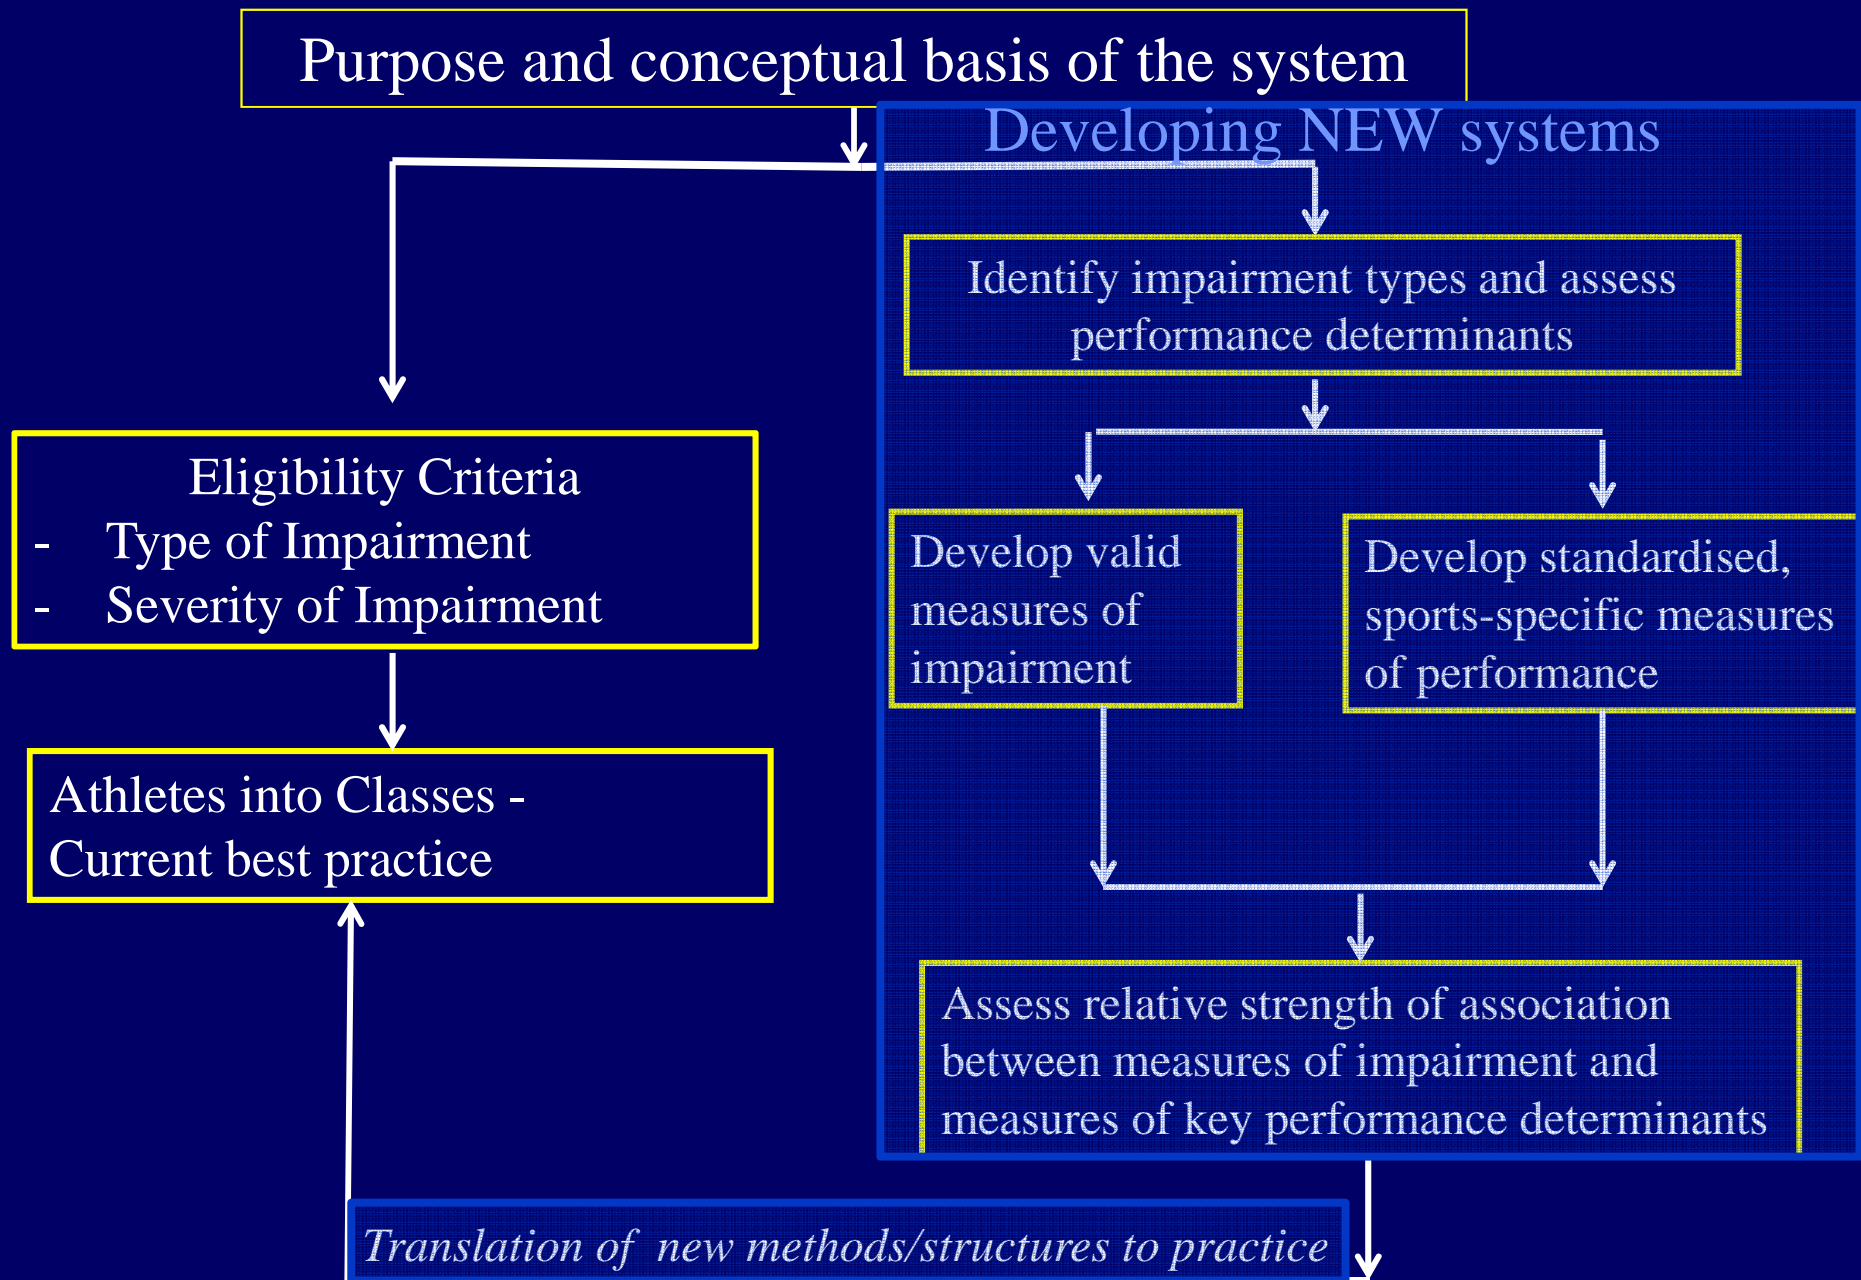 Purpose and conceptual basis of the system
Developing NEW systems
Identify impairment types and assess
performance determinants
Eligibility Criteria
- Type of Impairment
- Severity of Impairment
Develop valid
measures of
impairment
Develop standardised,
sports-specific measures
of performance
Athletes into Classes -
Current best practice
Assess relative strength of association
between measures of impairment and
measures of key performance determinants
Translation of new methods/structures to practice